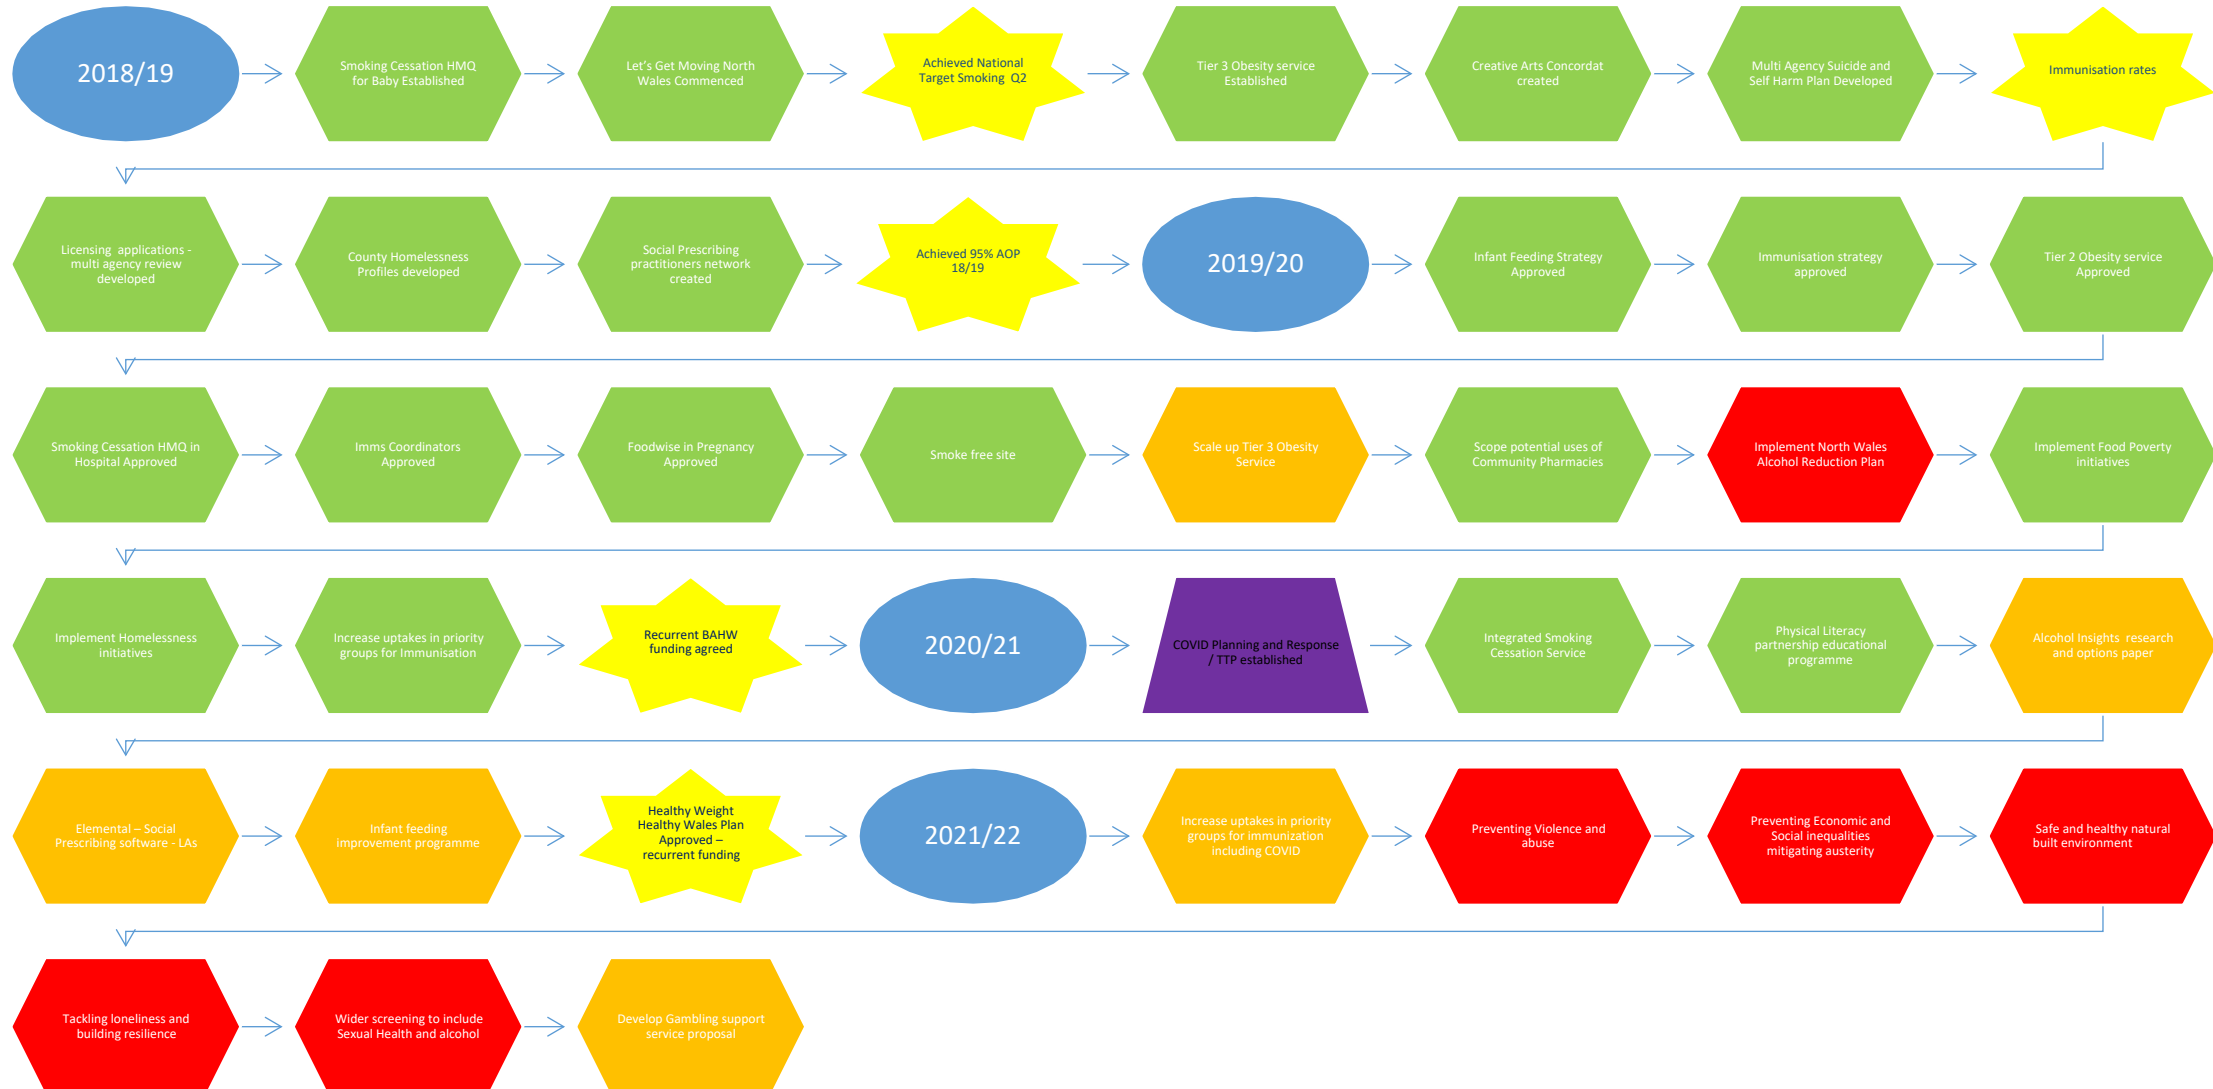 2018/19
Smoking Cessation HMQ
for Baby Established
Let's Get Moving North
Wales Commenced
Achieved National
Target Smoking Q2
Tier 3 Obesity service
Established
Creative Arts Concordat
created
Multi Agency Suicide and
Self Harm Plan Developed
Immunisation rates
Licensing applications -
multi agency review
developed
County Homelessness
Profiles developed
Social Prescribing
practitioners network
created
Achieved 95% AOP
18/19
2019/20
Infant Feeding Strategy
Approved
Immunisation strategy
approved
Tier 2 Obesity service
Approved
Smoking Cessation HMQ in
Hospital Approved
Imms Coordinators
Approved
Foodwise in Pregnancy
Approved
Smoke free site
Scale up Tier 3 Obesity
Service
Scope potential uses of
Community Pharmacies
Implement North Wales
Alcohol Reduction Plan
Implement Food Poverty
initiatives
Implement Homelessness
initiatives
Increase uptakes in priority
groups for Immunisation
Recurrent BAHW
funding agreed
2020/21
COVID Planning and Response
/ TTP established
Integrated Smoking
Cessation Service
Physical Literacy
partnership educational
programme
Alcohol Insights research
and options paper
Elemental – Social
Prescribing software - LAs
Infant feeding
improvement programme
Healthy Weight
Healthy Wales Plan
Approved –
recurrent funding
2021/22
Increase uptakes in priority
groups for immunization
including COVID
Preventing Violence and
abuse
Preventing Economic and
Social inequalities
mitigating austerity
Safe and healthy natural
built environment
Tackling loneliness and
building resilience
Wider screening to include
Sexual Health and alcohol
Develop Gambling support
service proposal